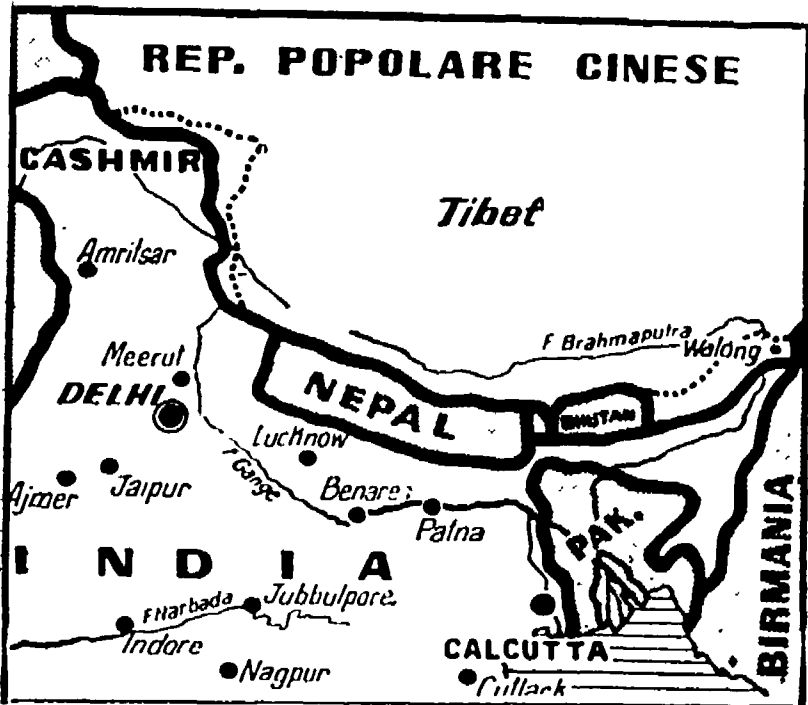 REP. POPOLARE CINESE
CASHMIR
Tibet
Amritsar
F Brahmaputra
Walong
Meerut
DELHI
NEPAL
BHUTAN
Lucknow
F Gange
Ajmer
Jaipur
Benares
Patna
PAK.
INDIA
BIRMANIA
F Narbada
Jubbulpore
Indore
CALCUTTA
Nagpur
Cuttack